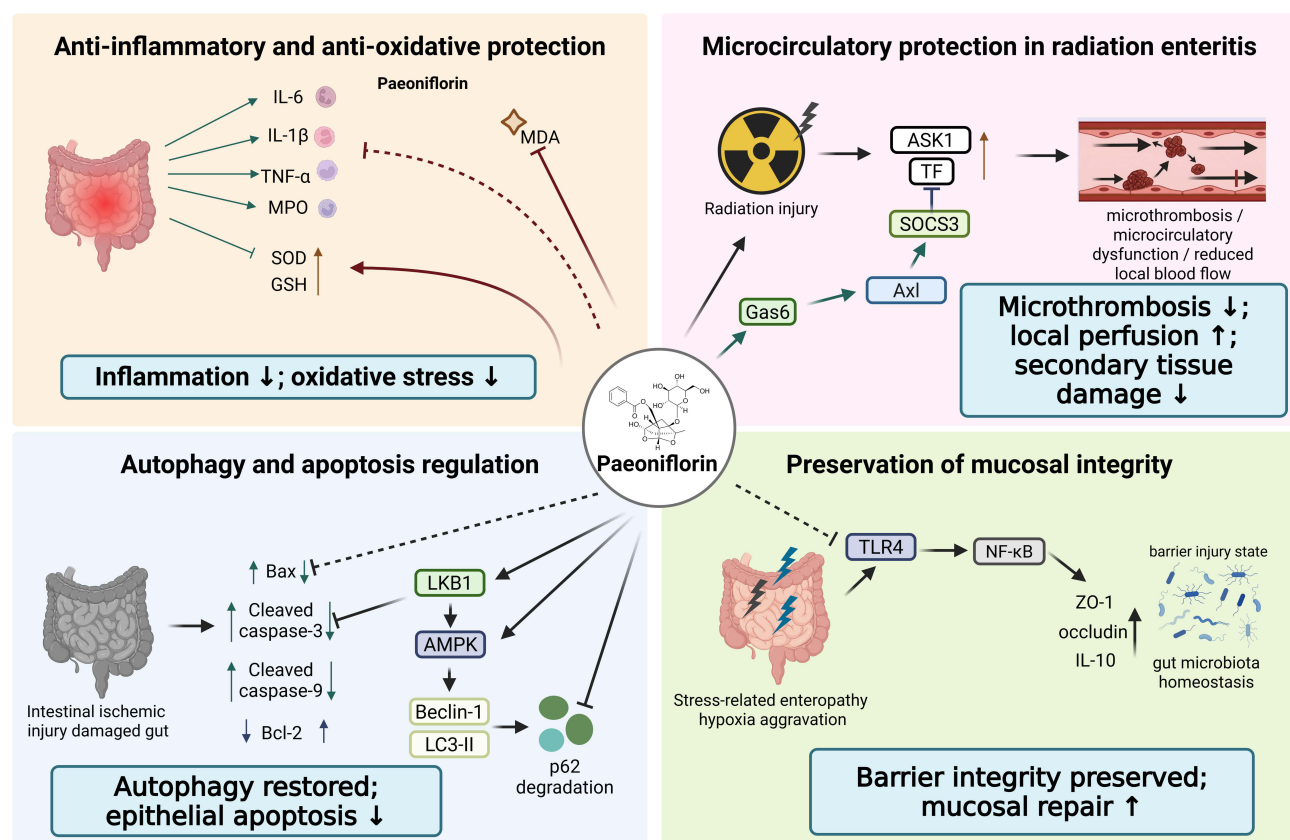 Anti-inflammatory and anti-oxidative protection
Paeoniflorin
IL-6
IL-1β
TNF-α
MPO
SOD
GSH
MDA
Inflammation ↓; oxidative stress ↓
Microcirculatory protection in radiation enteritis
Radiation injury
ASK1
TF
SOCS3
Axl
Gas6
microthrombosis /
microcirculatory
dysfunction / reduced
local blood flow
Microthrombosis ↓;
local perfusion ↑;
secondary tissue
damage ↓
OH
HO
OH
O
O
HO
O
H
O
H
HO
O
O
H
Paeoniflorin
Autophagy and apoptosis regulation
Intestinal ischemic
injury damaged gut
↑ Bax ↓
↑ Cleaved
caspase-3 ↓
↑ Cleaved
caspase-9 ↓
↓ Bcl-2 ↑
LKB1
AMPK
Beclin-1
LC3-II
p62
degradation
Autophagy restored;
epithelial apoptosis ↓
Preservation of mucosal integrity
Stress-related enteropathy
hypoxia aggravation
TLR4
NF-κB
ZO-1
occludin
IL-10
barrier injury state
gut microbiota
homeostasis
Barrier integrity preserved;
mucosal repair ↑